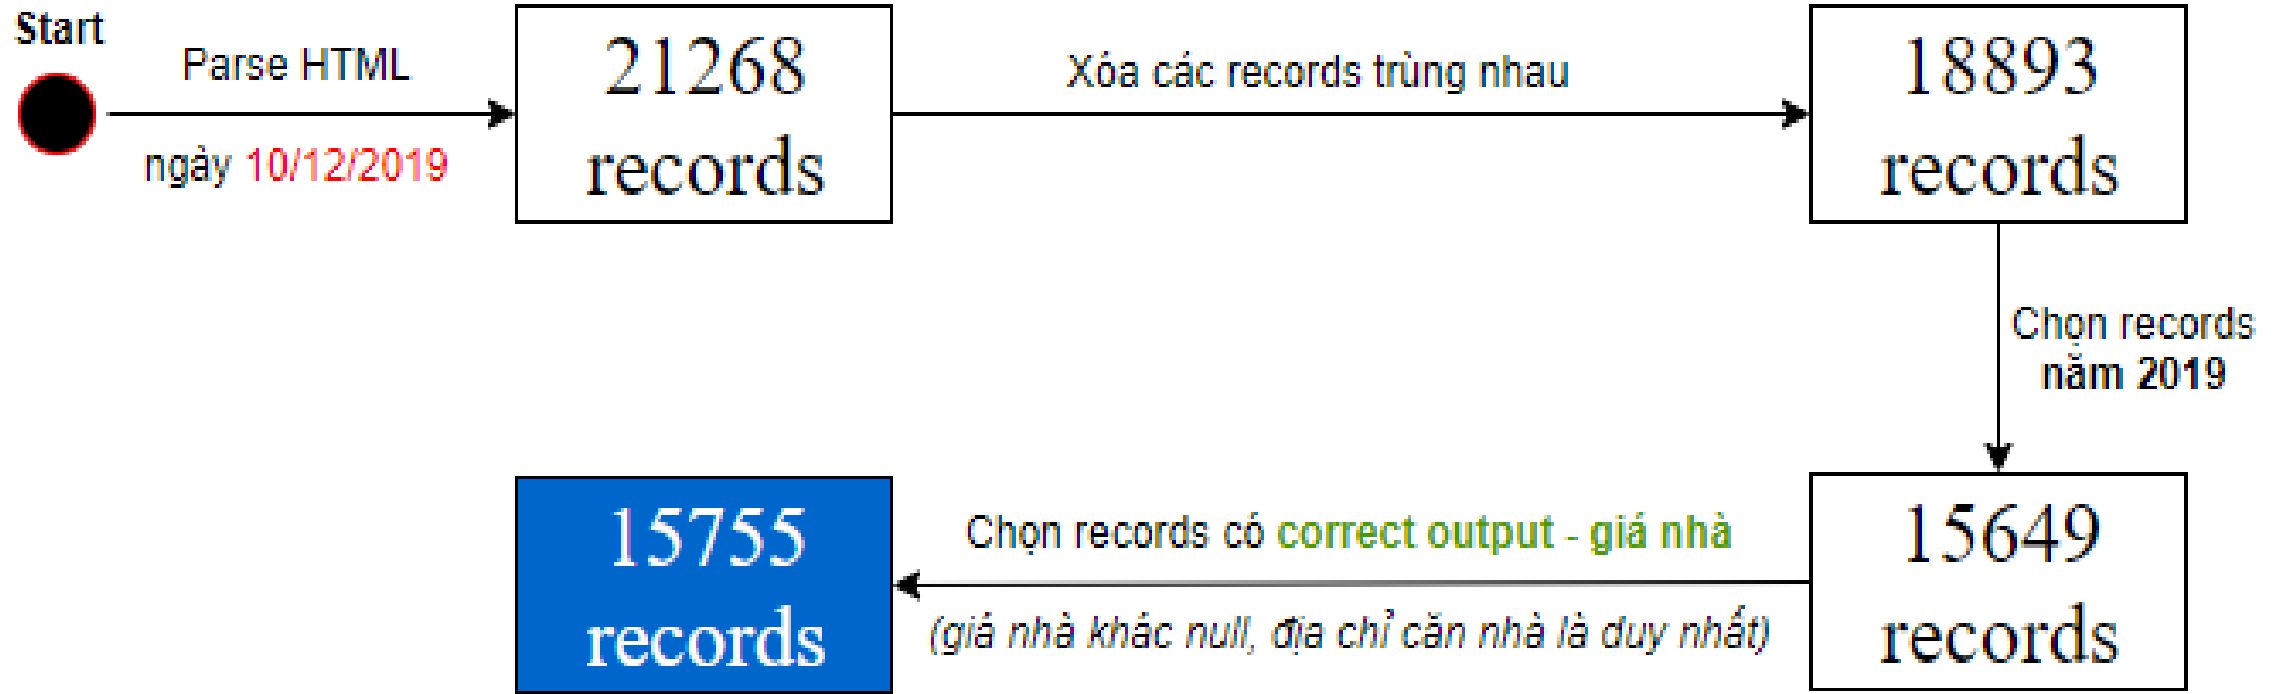 Start
Parse HTML
ngày 10/12/2019
21268
records
Xóa các records trùng nhau
18893
records
Chọn records
năm 2019
15649
records
Chọn records có correct output - giá nhà
(giá nhà khác null, địa chỉ căn nhà là duy nhất)
15755
records